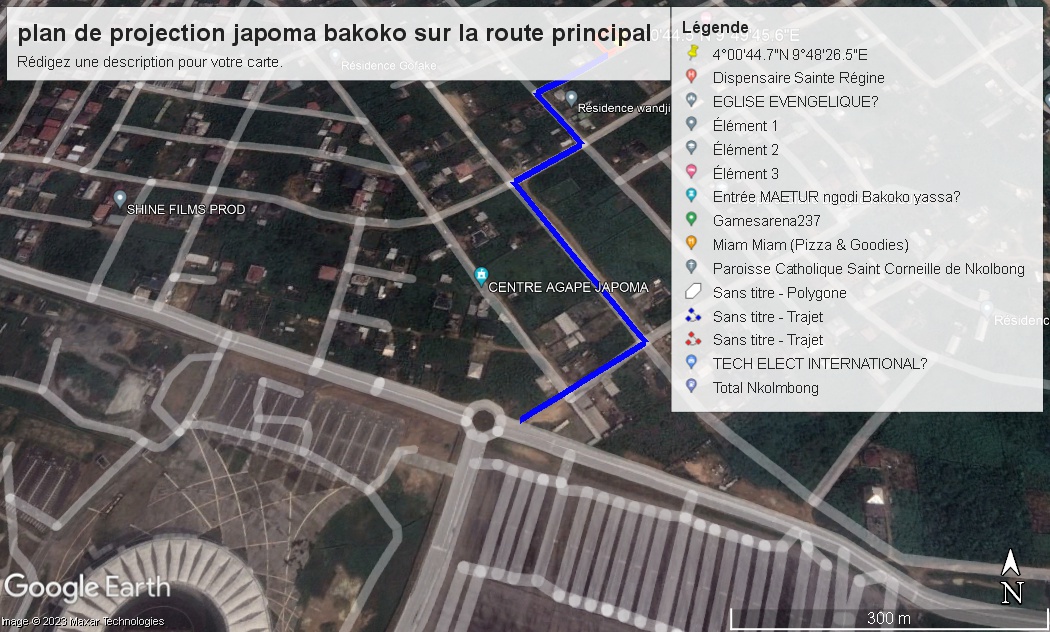 plan de projection japoma bakoko sur la route principal
Rédigez une description pour votre carte.
Résidence Gofake
Légende
4°00'44.7"N 9°48'26.5"E
Dispensaire Sainte Régine
EGLISE EVENGELIQUE?
Élément 1
Élément 2
Élément 3
Entrée MAETUR ngodi Bakoko yassa?
Gamesarena237
Miam Miam (Pizza & Goodies)
Paroisse Catholique Saint Corneille de Nkolbong
Sans titre - Polygone
Sans titre - Trajet
Sans titre - Trajet
TECH ELECT INTERNATIONAL?
Total Nkolmbong
Résidence wandji
SHINE FILMS PROD
CENTRE AGAPE JAPOMA
Résidenc
Google Earth
Image © 2023 Maxar Technologies
N
300 m